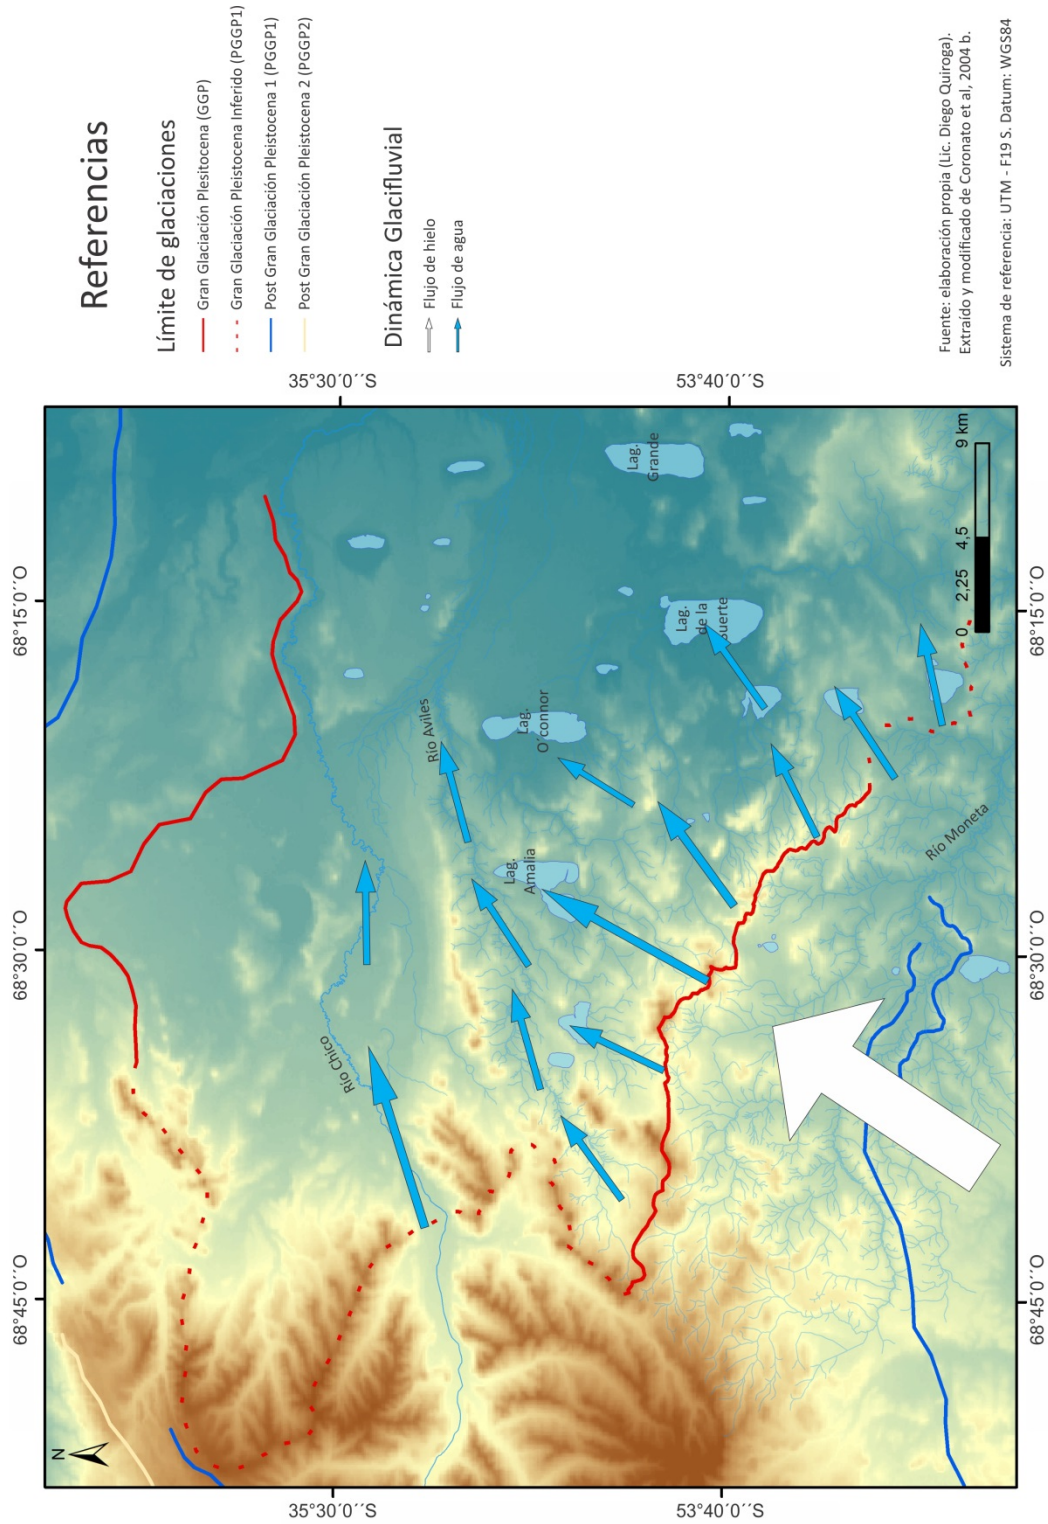 Referencias
Límite de glaciaciones
Gran Glaciación Plesitocena (GGP)
Gran Glaciación Pleistocena Inferido (PGGP1)
Post Gran Glaciación Pleistocena 1 (PGGP1)
Post Gran Glaciación Pleistocena 2 (PGGP2)
Dinámica Glacifluvial
Flujo de hielo
Flujo de agua
Fuente: elaboración propia (Lic. Diego Quiroga).
Extraído y modificado de Coronato et al, 2004 b.
Sistema de referencia: UTM - F19 S. Datum: WGS84
68°45´0´´O
68°30´0´´O
68°15´0´´O
35°30´0´´S
35°30´0´´S
53°40´0´´S
53°40´0´´S
68°45´0´´O
68°30´0´´O
68°15´0´´O
N
Río Chico
Río Aviles
Lag.
Amalia
Lag.
O´connor
Lag.
de la
Suerte
Lag.
Grande
Río Moneta
0 2,25 4,5 9 km